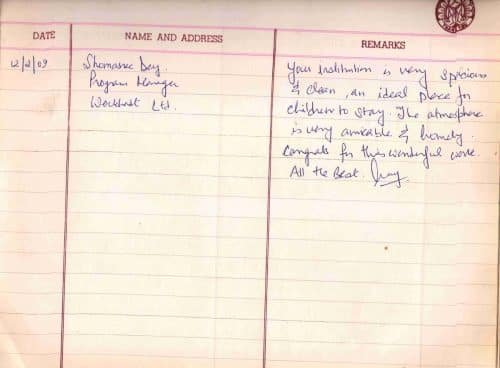 DATE NAME AND ADDRESS REMARKS
12/2/09
Dey.
Program Manager
Ltd.
Your Institution is very spacious
& clean, an ideal place for
children to stay. The atmosphere
is very amicable & homely.
Congrats for this wonderful work.
All the Best.